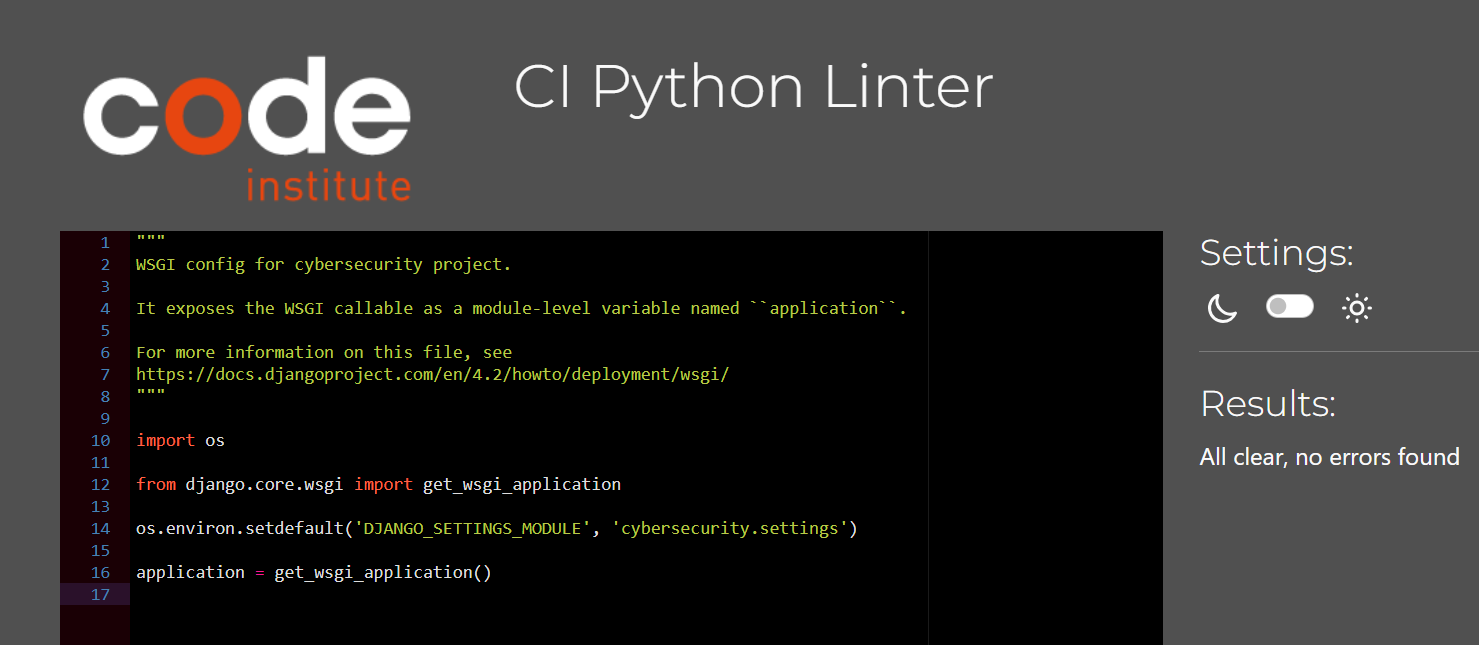 code
institute
CI Python Linter
1 """
2 WSGI config for cybersecurity project.
3
4 It exposes the WSGI callable as a module-level variable named ``application``.
5
6 For more information on this file, see
7 https://docs.djangoproject.com/en/4.2/howto/deployment/wsgi/
8 """
9
10 import os
11
12 from django.core.wsgi import get_wsgi_application
13
14 os.environ.setdefault('DJANGO_SETTINGS_MODULE', 'cybersecurity.settings')
15
16 application = get_wsgi_application()
17
Settings:
Results:
All clear, no errors found